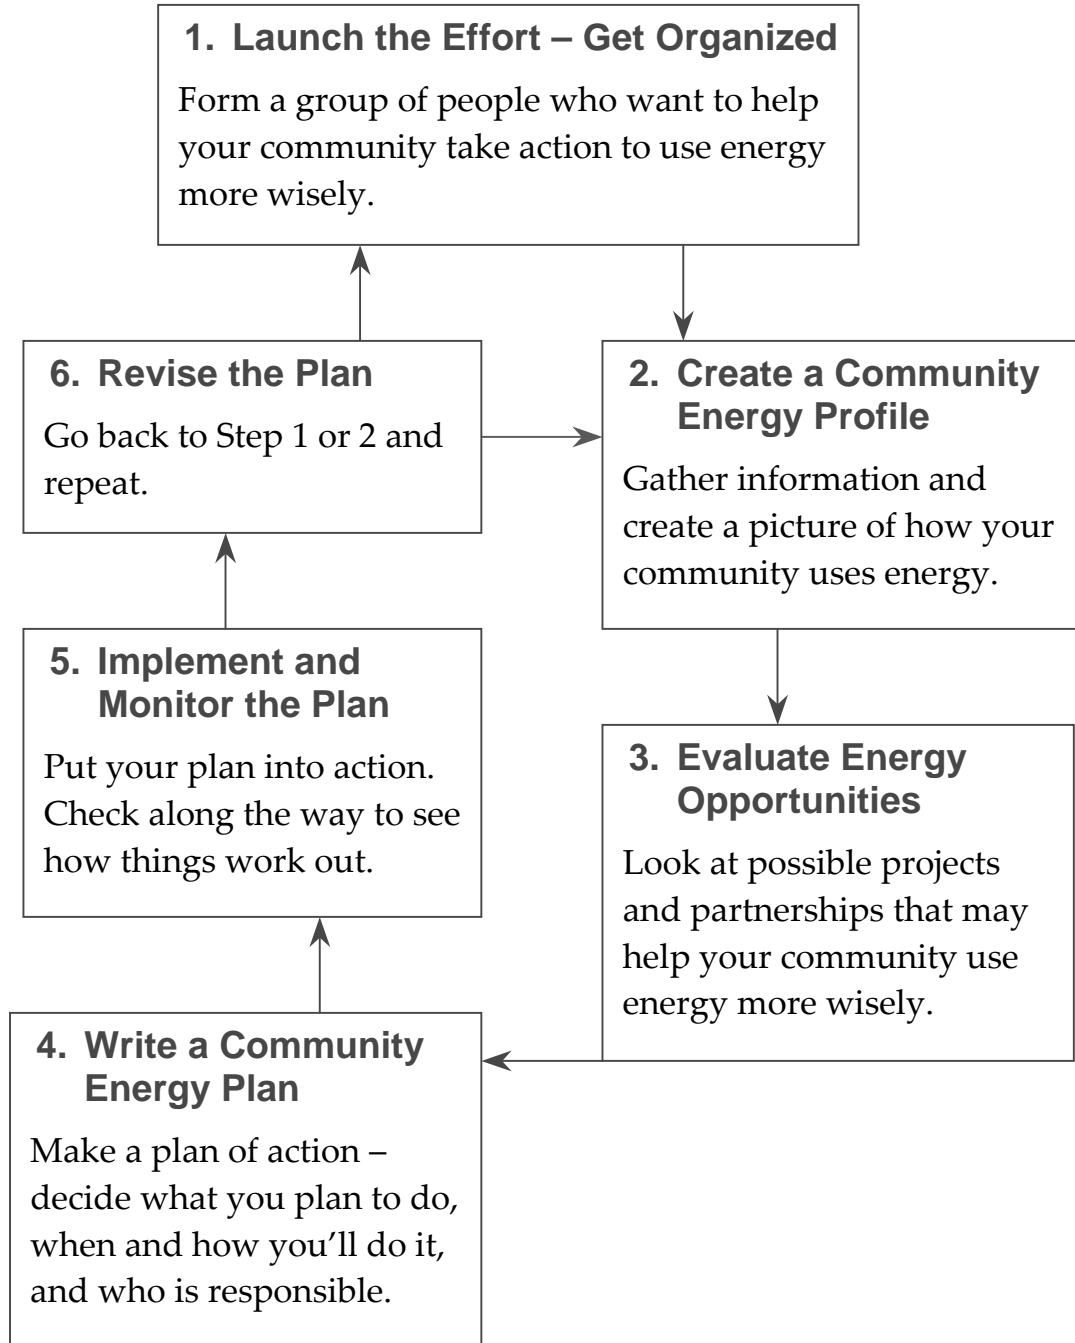 1. Launch the Effort – Get Organized
Form a group of people who want to help
your community take action to use energy
more wisely.
2. Create a Community
Energy Profile
Gather information and
create a picture of how your
community uses energy.
3. Evaluate Energy
Opportunities
Look at possible projects
and partnerships that may
help your community use
energy more wisely.
4. Write a Community
Energy Plan
Make a plan of action –
decide what you plan to do,
when and how you’ll do it,
and who is responsible.
5. Implement and
Monitor the Plan
Put your plan into action.
Check along the way to see
how things work out.
6. Revise the Plan
Go back to Step 1 or 2 and
repeat.